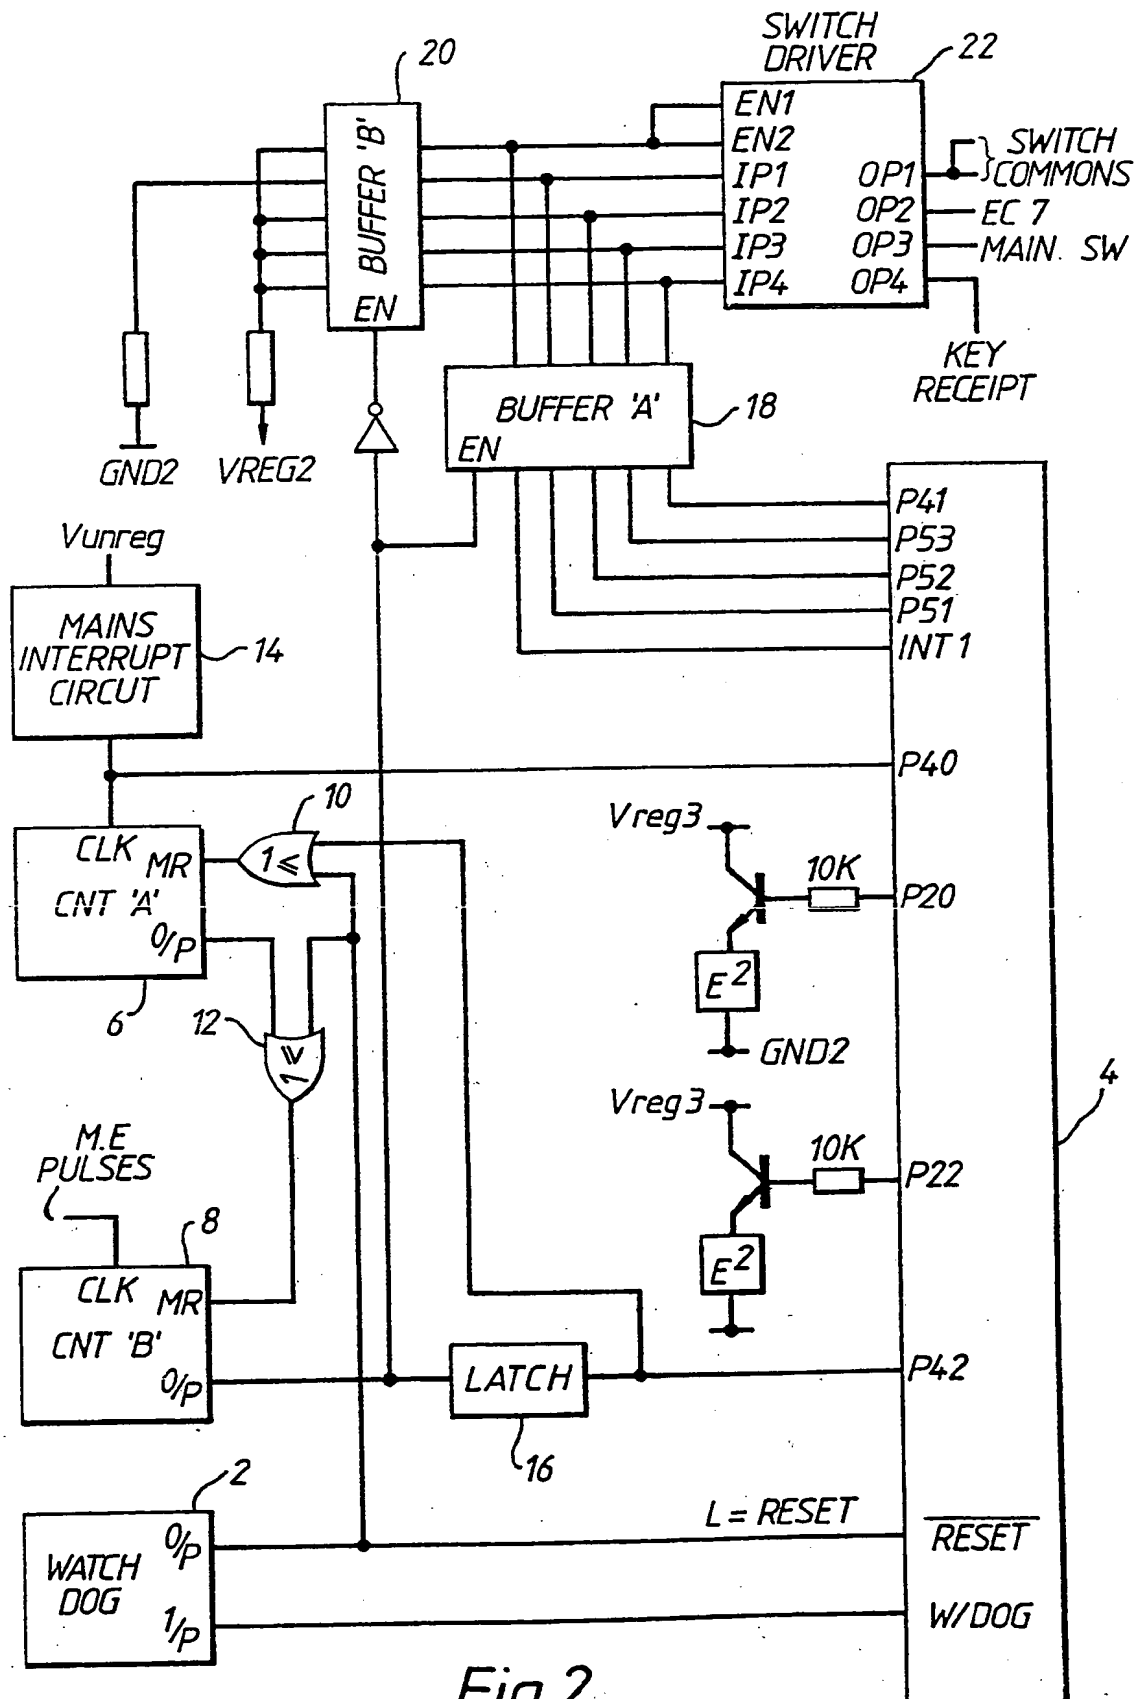 SWITCH
DRIVER
20
22
BUFFER 'B'
EN
EN1
EN2
IP1
IP2
IP3
IP4
OP1
OP2
OP3
OP4
SWITCH
COMMONS
EC 7
MAIN. SW
KEY
RECEIPT
BUFFER 'A'
EN
18
GND2
VREG2
Vunreg
MAINS
INTERRUPT
CIRCUT
14
P41
P53
P52
P51
INT 1
P40
10
1≤
CLK
MR
CNT 'A'
O/P
6
12
≥
1
Vreg3
10K
P20
E²
GND2
Vreg3
10K
P22
E²
4
M.E
PULSES
8
CLK
MR
CNT 'B'
O/P
LATCH
16
P42
2
WATCH
DOG
O/P
1/P
L = RESET
RESET
W/DOG
Fig. 2